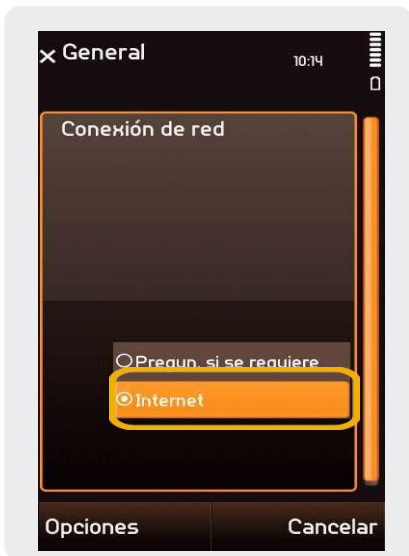 General
10:14
Conexión de red
Pregun. si se requiere
Internet
Opciones
Cancelar